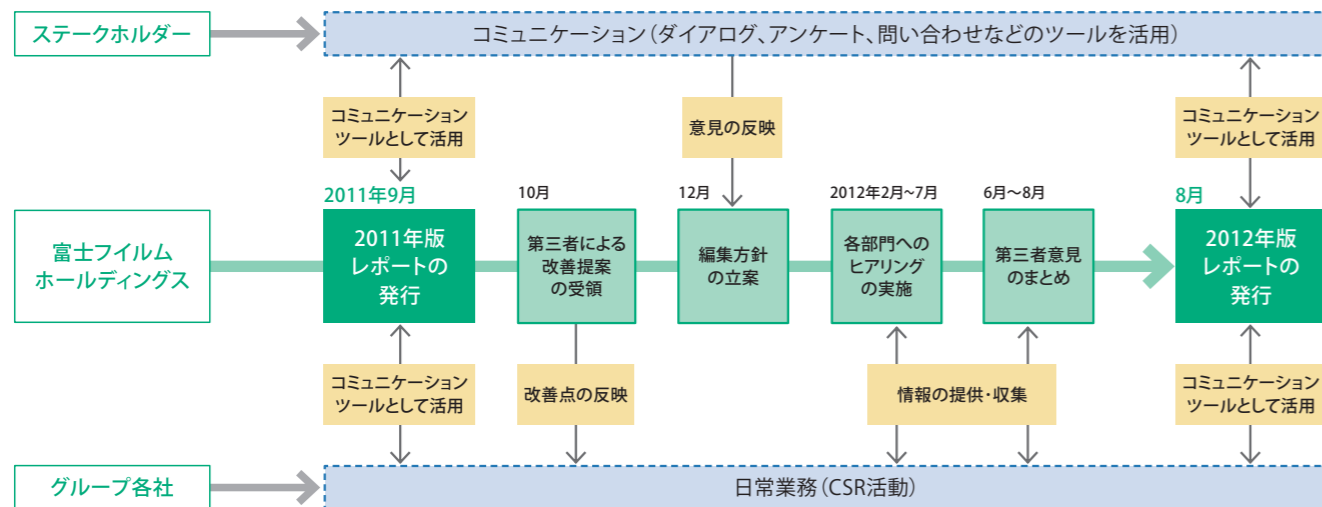 ステークホルダー
コミュニケーション（ダイアログ、アンケート、問い合わせなどのツールを活用）
コミュニケーション
ツールとして活用
意見の反映
コミュニケーション
ツールとして活用
2011年9月
10月
12月
2012年2月~7月
6月～8月
8月
富士フイルム
ホールディングス
2011年版
レポートの
発行
第三者による
改善提案
の受領
編集方針
の立案
各部門への
ヒアリング
の実施
第三者意見
のまとめ
2012年版
レポートの
発行
コミュニケーション
ツールとして活用
改善点の反映
情報の提供・収集
コミュニケーション
ツールとして活用
グループ各社
日常業務（CSR活動）